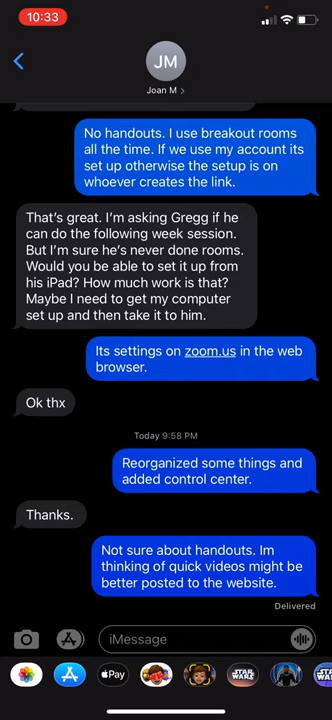 10:33
JM
Joan M >
No handouts. I use breakout rooms
all the time. If we use my account its
set up otherwise the setup is on
whoever creates the link.
That's great. I'm asking Gregg if he
can do the following week session.
But I'm sure he's never done rooms.
Would you be able to set it up from
his iPad? How much work is that?
Maybe I need to get my computer
set up and then take it to him.
Its settings on zoom.us in the web
browser.
Ok thx
Today 9:58 PM
Reorganized some things and
added control center.
Thanks.
Not sure about handouts. Im
thinking of quick videos might be
better posted to the website.
Delivered
iMessage
Pay
STAR
WARS
STAR
WARS